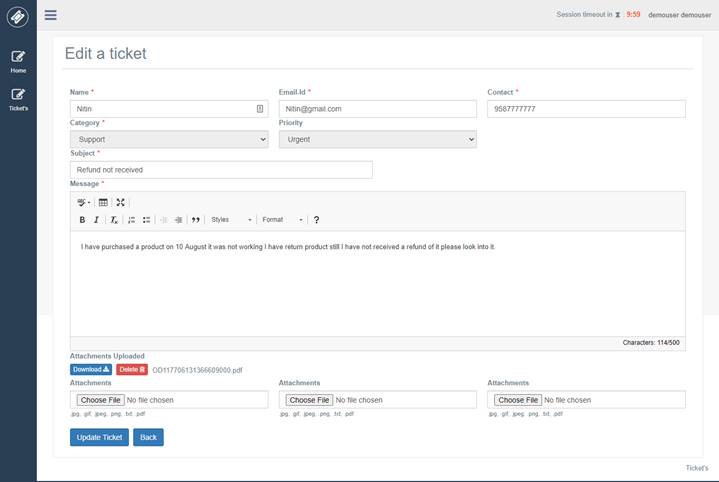 Session timeout in 9:59 demouser demouser
Home
Ticket's
Edit a ticket
Name * Email-Id * Contact *
Nitin Nitin@gmail.com 9587777777
Category * Priority
Support Urgent
Subject *
Refund not received
Message *
ABC
B I Tx Styles Format ?
I have purchased a product on 10 August it was not working I have return product still I have not received a refund of it please look into it.
Characters: 114/500
Attachments Uploaded
Download Delete OD117706131366609000.pdf
Attachments Attachments Attachments
Choose File No file chosen Choose File No file chosen Choose File No file chosen
.jpg, .gif, .jpeg, .png, .txt, .pdf .jpg, .gif, .jpeg, .png, .txt, .pdf .jpg, .gif, .jpeg, .png, .txt, .pdf
Update Ticket Back
Ticket's